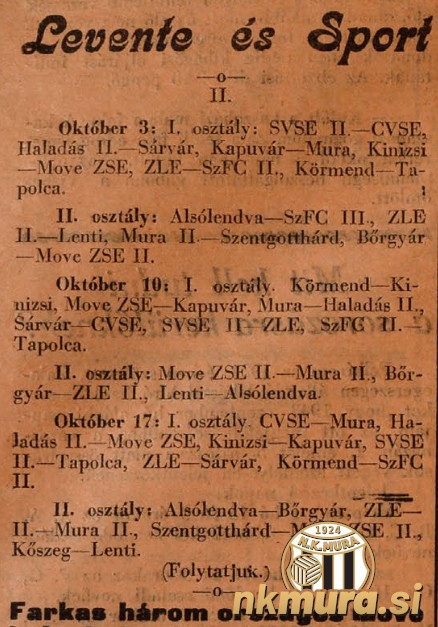 Levente és Sport
—o—
II.
Október 3: I. osztály: SVSE II.—CVSE,
Haladás II.—Sárvár, Kapuvár—Mura, Kinizsi
—Move ZSE, ZLE—SzFC II., Körmend—Ta-
polca.
II. osztály: Alsólendva—SzFC III., ZLE
II.—Lenti, Mura II.—Szentgotthárd, Bőrgyár
—Move ZSE II.
Október 10: I. osztály. Körmend—Ki-
nizsi, Move ZSE—Kapuvár, Mura—Haladás II.,
Sárvár—CVSE, SVSE II—ZLE, SzFC II.—
Tapolca.
II. osztály: Move ZSE II.—Mura II., Bőr-
gyár—ZLE II., Lenti—Alsólendva.
Október 17: I. osztály. CVSE—Mura, Ha-
ladás II.—Move ZSE, Kinizsi—Kapuvár, SVSE
II.—Tapolca, ZLE—Sárvár, Körmend—SzFC
II.
II. osztály: Alsólendva—Bőrgyár, ZLE—
II.—Mura II., Szentgotthárd—ZSE II.,
Kőszeg—Lenti.
(Folytatjuk.)
—o—
1924
N.K. MURA
nkmura.si
Farkas három országos Move